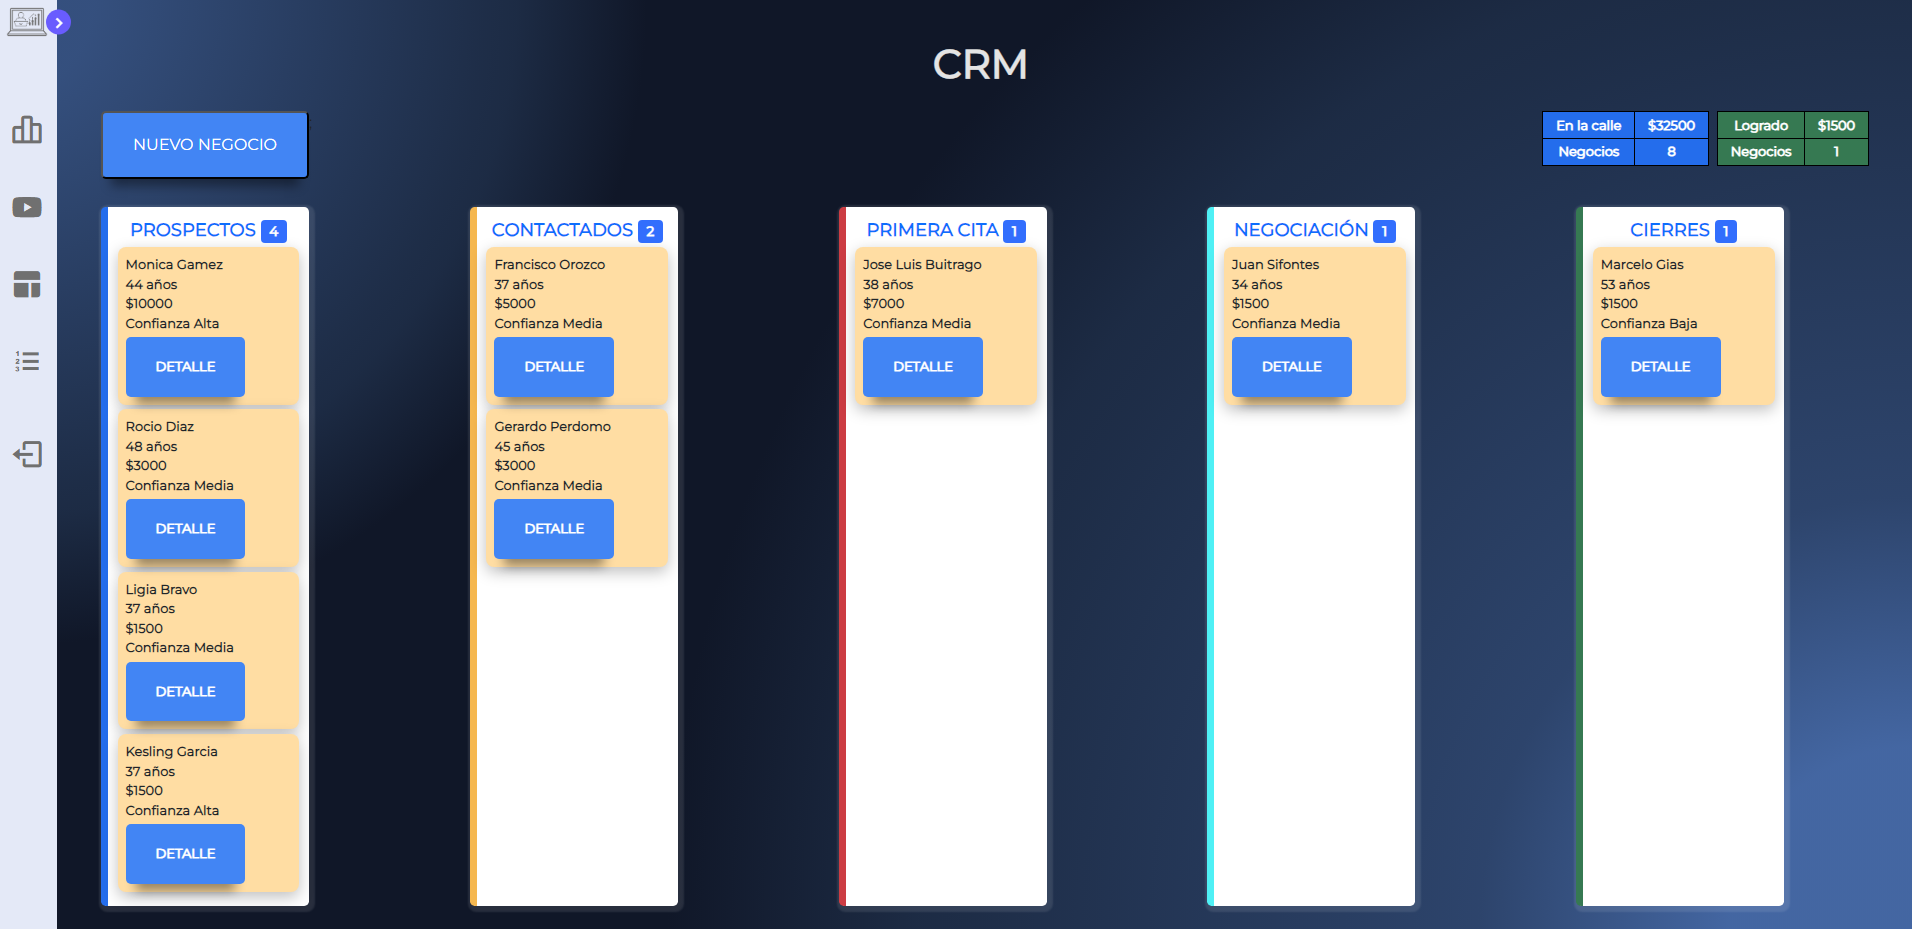 CRM
NUEVO NEGOCIO
En la calle $32500
Negocios 8
Logrado $1500
Negocios 1
PROSPECTOS 4
Monica Gamez
44 años
$10000
Confianza Alta
DETALLE
Rocio Diaz
48 años
$3000
Confianza Media
DETALLE
Ligia Bravo
37 años
$1500
Confianza Media
DETALLE
Kesling Garcia
37 años
$1500
Confianza Alta
DETALLE
CONTACTADOS 2
Francisco Orozco
37 años
$5000
Confianza Media
DETALLE
Gerardo Perdomo
45 años
$3000
Confianza Media
DETALLE
PRIMERA CITA 1
Jose Luis Buitrago
38 años
$7000
Confianza Media
DETALLE
NEGOCIACIÓN 1
Juan Sifontes
34 años
$1500
Confianza Media
DETALLE
CIERRES 1
Marcelo Gias
53 años
$1500
Confianza Baja
DETALLE